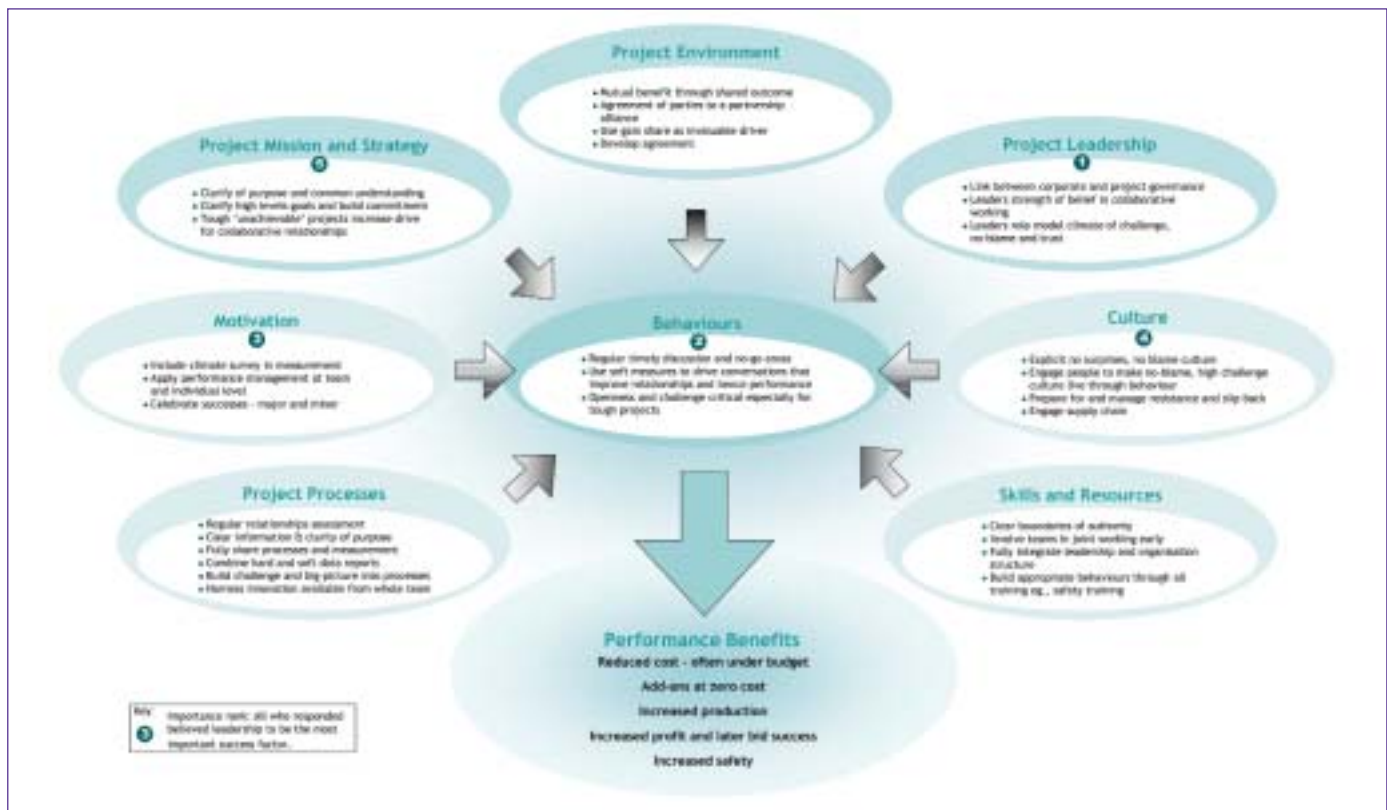 Project Environment
• Mutual benefit through shared outcome
• Agreement of parties to a partnership
alliance
• Use gain share as invaluable driver
• Develop agreement
Project Mission and Strategy
5
• Clarity of purpose and common understanding
• Clarify high levels goals and build commitment
• Tough "unachievable" projects increase drive
for collaborative relationships
Project Leadership
1
• Link between corporate and project governance
• Leaders strength of belief in collaborative
working
• Leaders role model climate of challenge,
no blame and trust
Motivation
3
• Include climate survey in measurement
• Apply performance management at team
and individual level
• Celebrate successes - major and minor
Behaviours
2
• Regular timely discussion and no-go areas
• Use soft measures to drive conversations that
improve relationships and hence performance
• Openness and challenge critical especially for
tough projects
Culture
4
• Explicit no surprises, no blame culture
• Engage people to make no-blame, high challenge
culture live through behaviour
• Prepare for and manage resistance and slip back
• Engage supply chain
Project Processes
• Regular relationships assessment
• Clear information & clarity of purpose
• Fully share processes and measurement
• Combine hard and soft data reports
• Build challenge and big picture into processes
• Harness innovation available from whole team
Skills and Resources
• Clear boundaries of authority
• Involve teams in joint working early
• Fully integrate leadership and organisation
structure
• Build appropriate behaviours through all
training eg., safety training
Performance Benefits
Reduced cost - often under budget
Add-ons at zero cost
Increased production
Increased profit and later bid success
Increased safety
Key:
Importance rank: all who responded
believed leadership to be the most
important success factor.